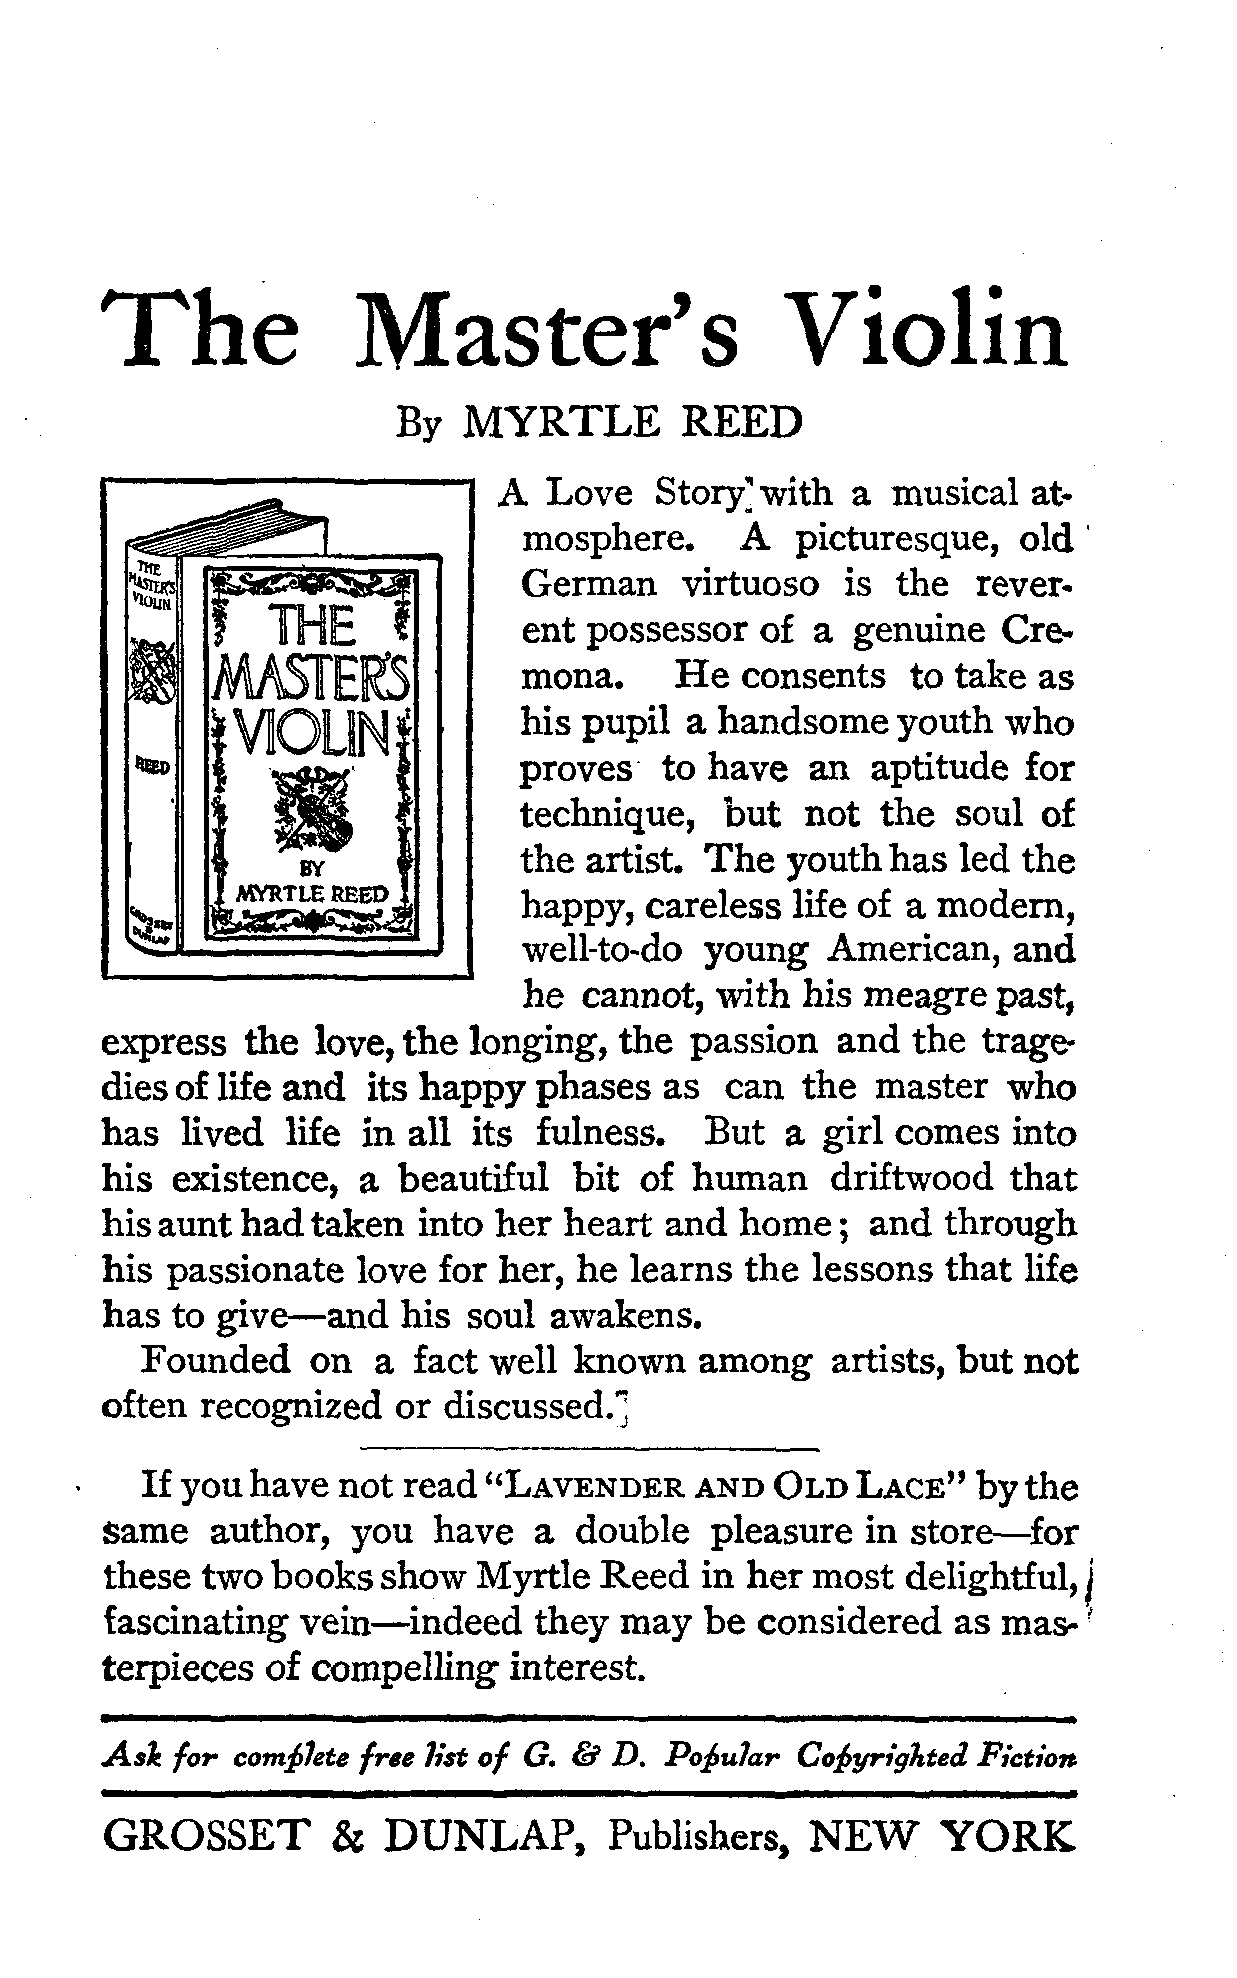 The Master's Violin
By MYRTLE REED
THE
MASTER'S
VIOLIN
REED
GROSSET
&
DUNLAP
THE
MASTER'S
VIOLIN
BY
MYRTLE REED
A Love Story with a musical at-
mosphere. A picturesque, old
German virtuoso is the rever-
ent possessor of a genuine Cre-
mona. He consents to take as
his pupil a handsome youth who
proves to have an aptitude for
technique, but not the soul of
the artist. The youth has led the
happy, careless life of a modern,
well-to-do young American, and
he cannot, with his meagre past,
express the love, the longing, the passion and the trage-
dies of life and its happy phases as can the master who
has lived life in all its fulness. But a girl comes into
his existence, a beautiful bit of human driftwood that
his aunt had taken into her heart and home; and through
his passionate love for her, he learns the lessons that life
has to give—and his soul awakens.
Founded on a fact well known among artists, but not
often recognized or discussed.
If you have not read "LAVENDER AND OLD LACE" by the
same author, you have a double pleasure in store—for
these two books show Myrtle Reed in her most delightful,
fascinating vein—indeed they may be considered as mas-
terpieces of compelling interest.
Ask for complete free list of G. & D. Popular Copyrighted Fiction
GROSSET & DUNLAP, Publishers, NEW YORK